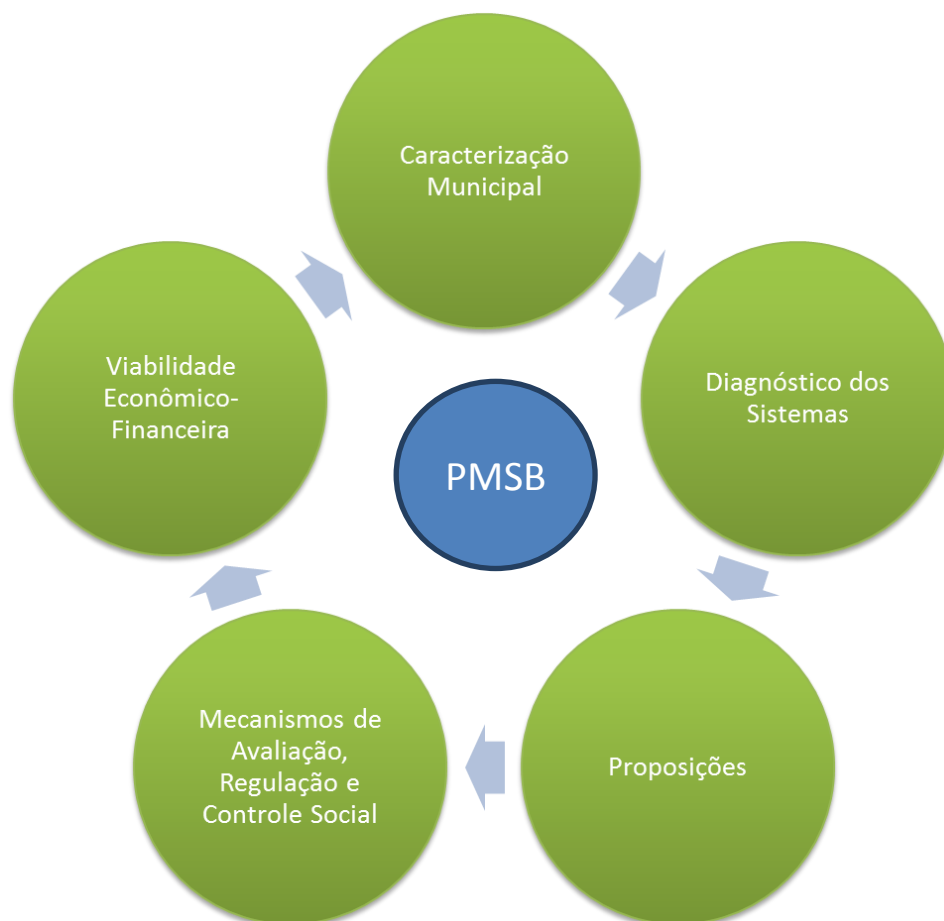 Caracterização
Municipal
Diagnóstico dos
Sistemas
Proposições
Mecanismos de
Avaliação,
Regulação e
Controle Social
Viabilidade
Econômico-
Financeira
PMSB